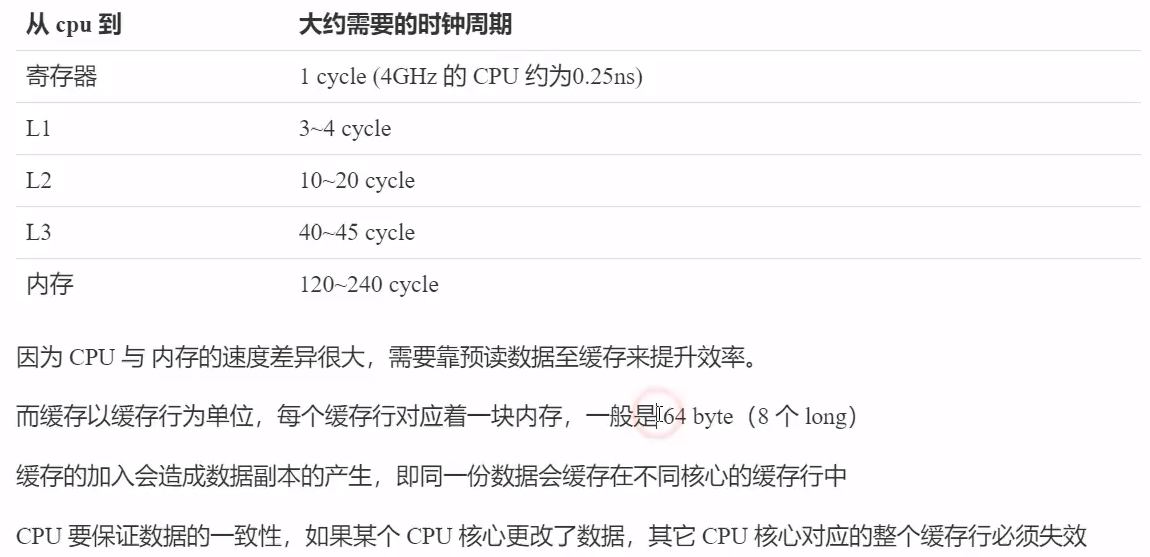 从 cpu 到 大约需要的时钟周期
寄存器 1 cycle (4GHz 的 CPU 约为0.25ns)
L1 3~4 cycle
L2 10~20 cycle
L3 40~45 cycle
内存 120~240 cycle
因为 CPU 与 内存的速度差异很大，需要靠预读数据至缓存来提升效率。
而缓存以缓存行为单位，每个缓存行对应着一块内存，一般是 64 byte（8 个 long）
缓存的加入会造成数据副本的产生，即同一份数据会缓存在不同核心的缓存行中
CPU 要保证数据的一致性，如果某个 CPU 核心更改了数据，其它 CPU 核心对应的整个缓存行必须失效